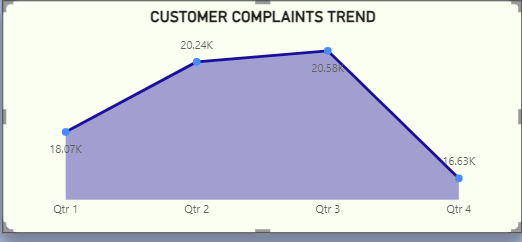 CUSTOMER COMPLAINTS TREND
20.24K
20.58K
18.07K
16.63K
Qtr 1 Qtr 2 Qtr 3 Qtr 4